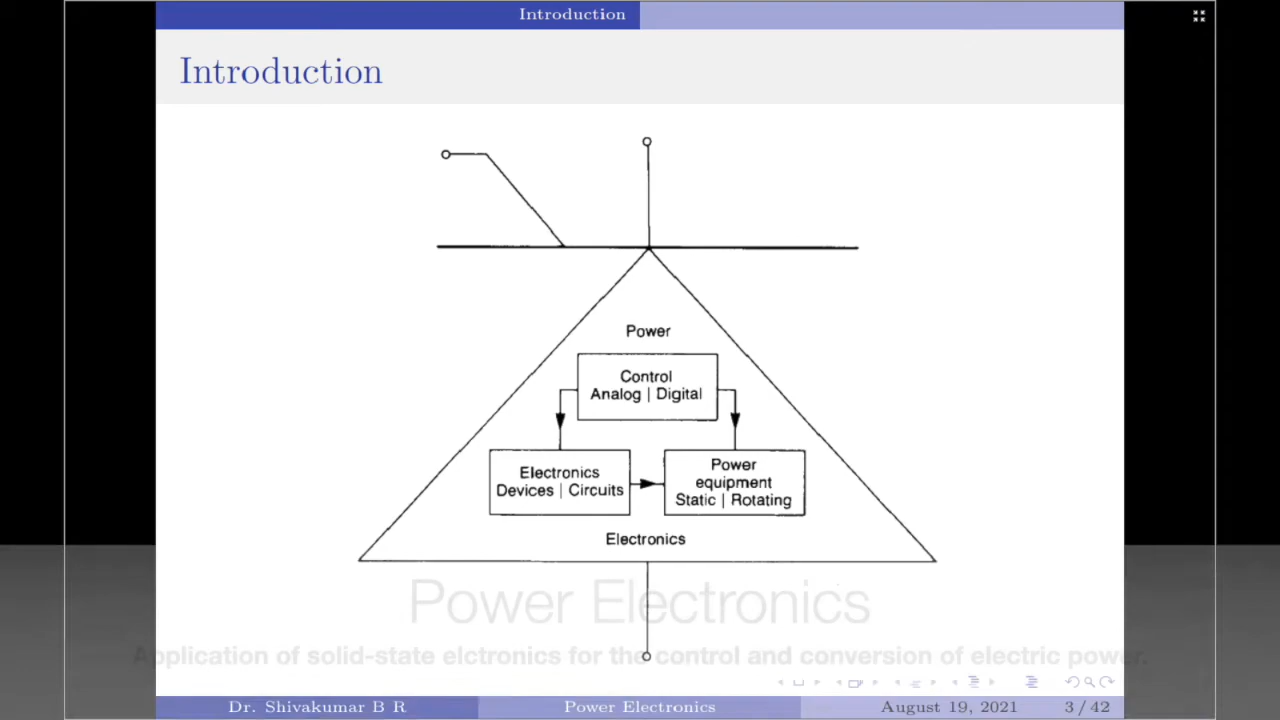 Introduction
Introduction
Power
Control
Analog | Digital
Electronics
Devices | Circuits
Power
equipment
Static | Rotating
Electronics
Power Electronics
Application of solid-state elctronics for the control and conversion of electric power.
Dr. Shivakumar B R
Power Electronics
August 19, 2021
3 / 42